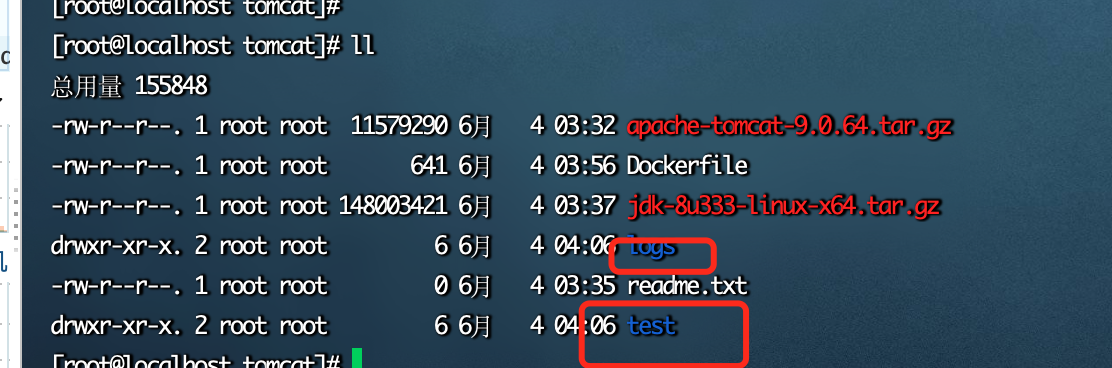 [root@localhost tomcat]#
[root@localhost tomcat]# ll
总用量 155848
-rw-r--r--. 1 root root  11579290 6月   4 03:32 apache-tomcat-9.0.64.tar.gz
-rw-r--r--. 1 root root       641 6月   4 03:56 Dockerfile
-rw-r--r--. 1 root root 148003421 6月   4 03:37 jdk-8u333-linux-x64.tar.gz
drwxr-xr-x. 2 root root         6 6月   4 04:06 logs
-rw-r--r--. 1 root root         0 6月   4 03:35 readme.txt
drwxr-xr-x. 2 root root         6 6月   4 04:06 test
[root@localhost tomcat]#